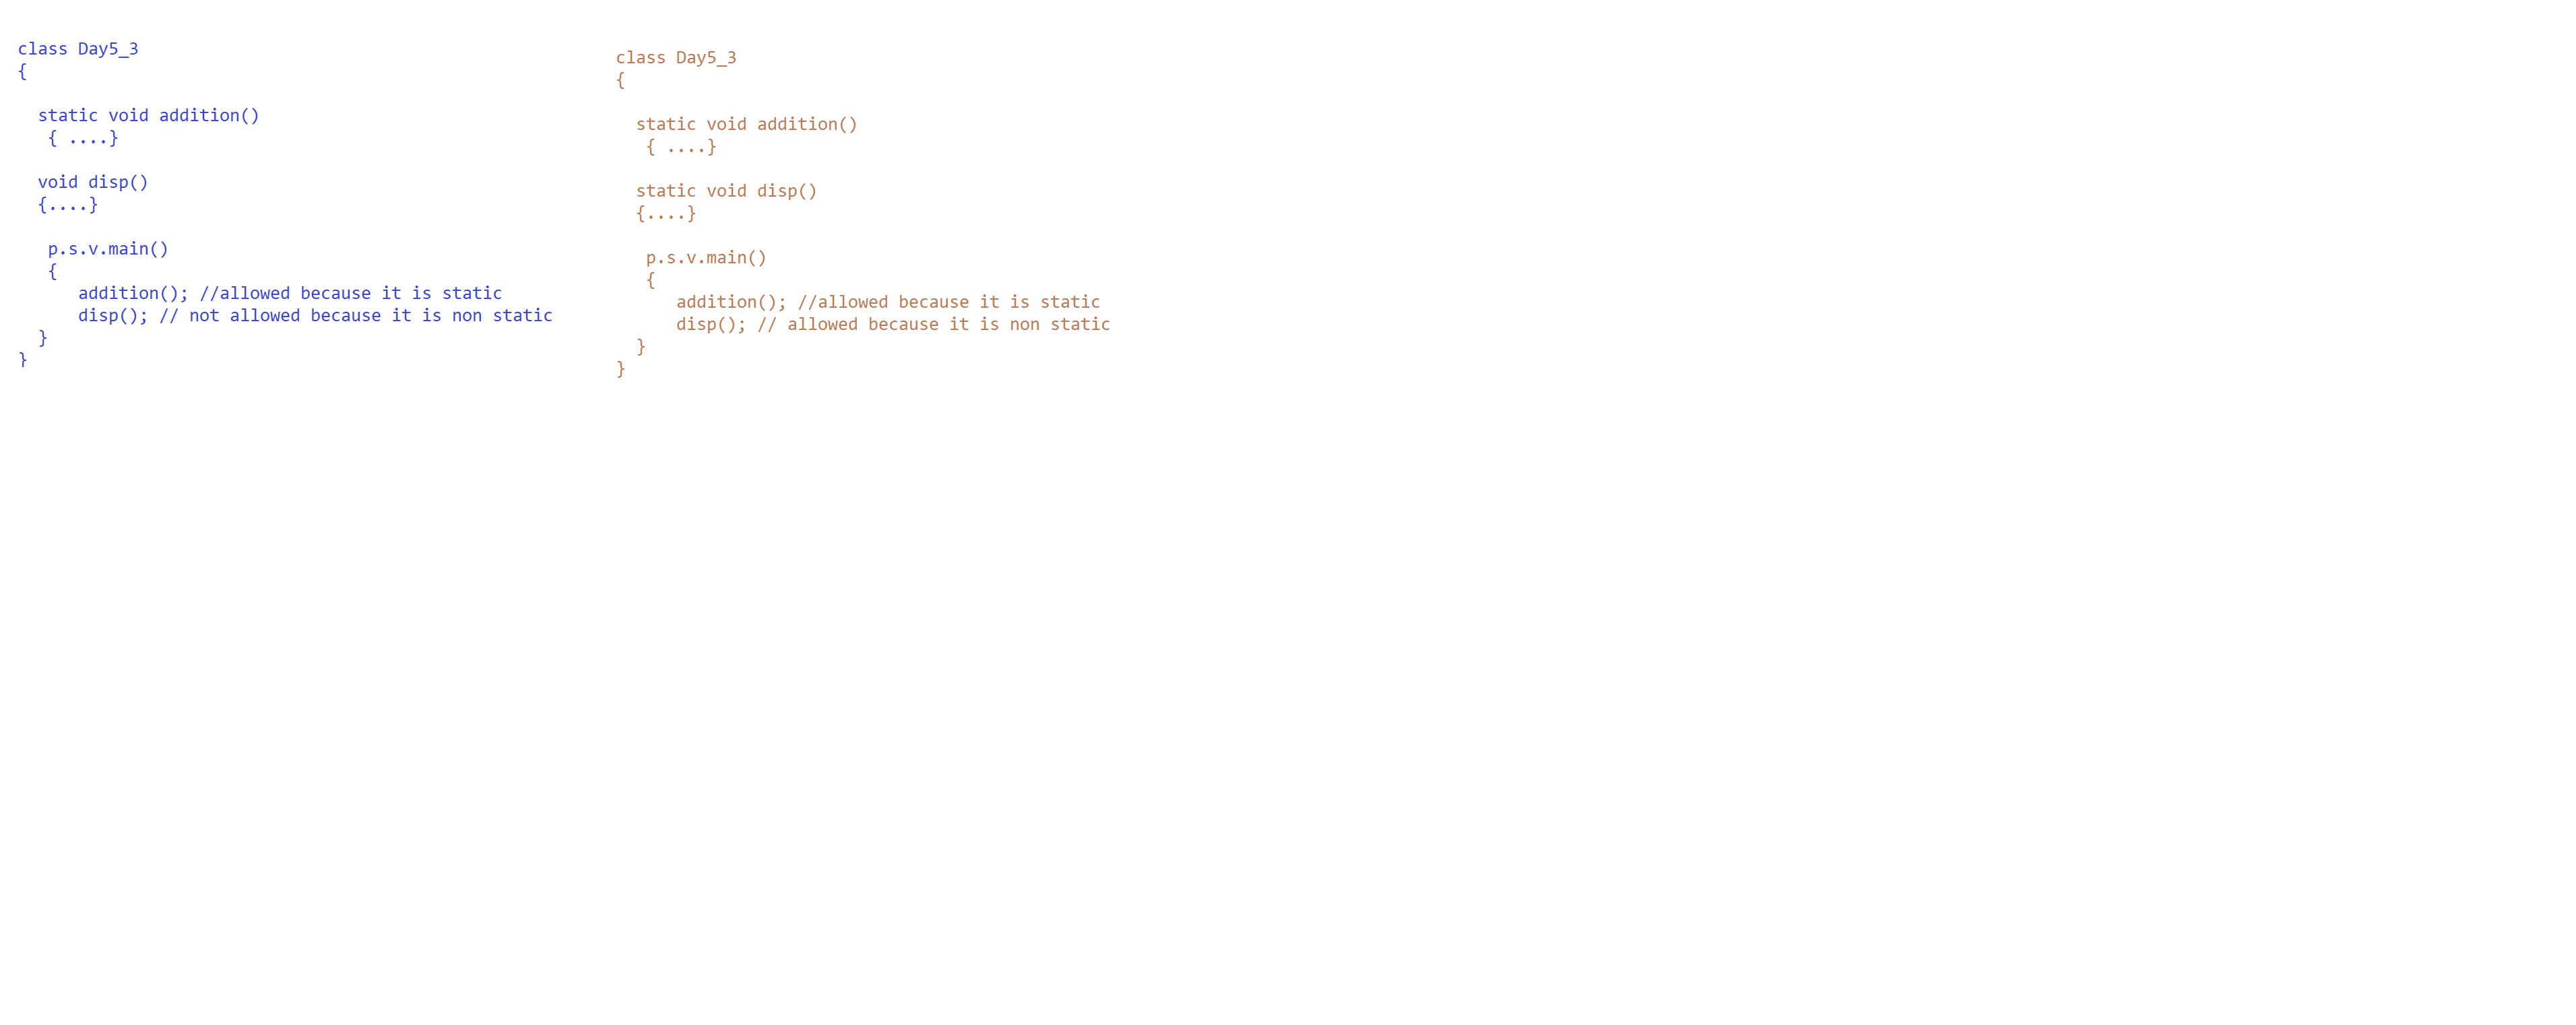 class Day5_3
{
static void addition()
{ ....}
void disp()
{....}
p.s.v.main()
{
addition(); //allowed because it is static
disp(); // not allowed because it is non static
}
}
class Day5_3
{
static void addition()
{ ....}
static void disp()
{....}
p.s.v.main()
{
addition(); //allowed because it is static
disp(); // allowed because it is non static
}
}